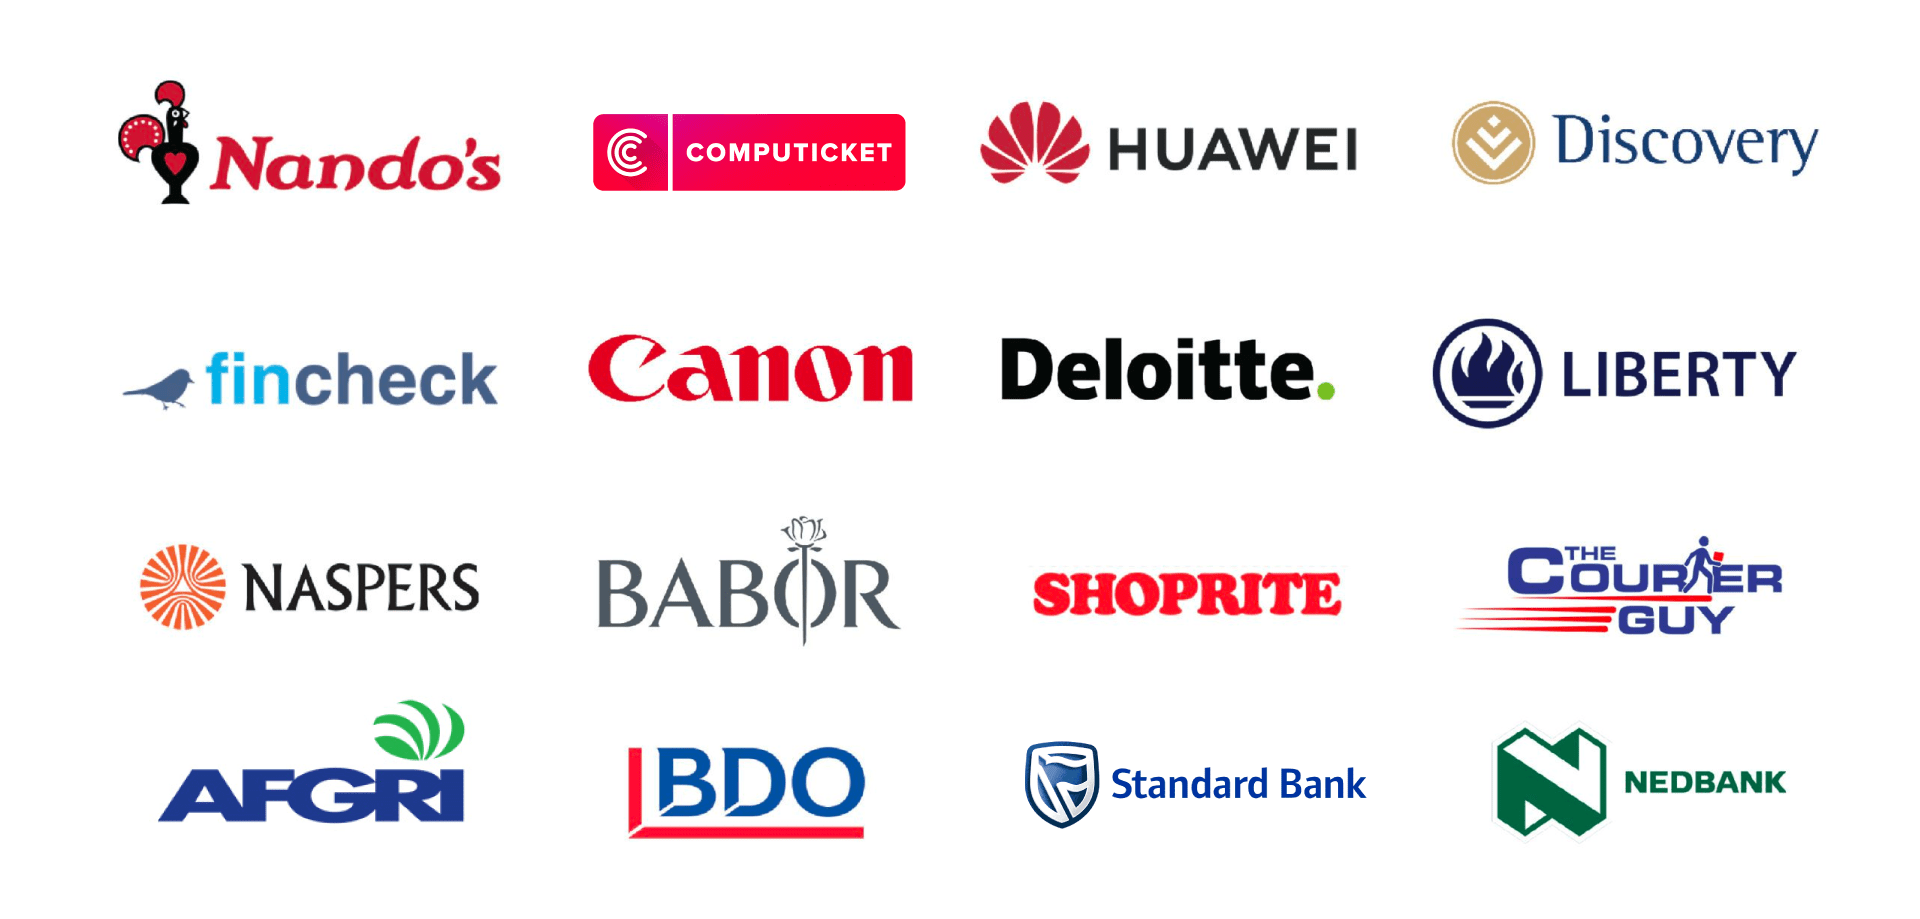 Nando's
COMPUTICKET
HUAWEI
Discovery
fincheck
Canon
Deloitte.
LIBERTY
NASPERS
BABOR
SHOPRITE
THE
COURIER
GUY
AFGRI
BDO
Standard Bank
NEDBANK